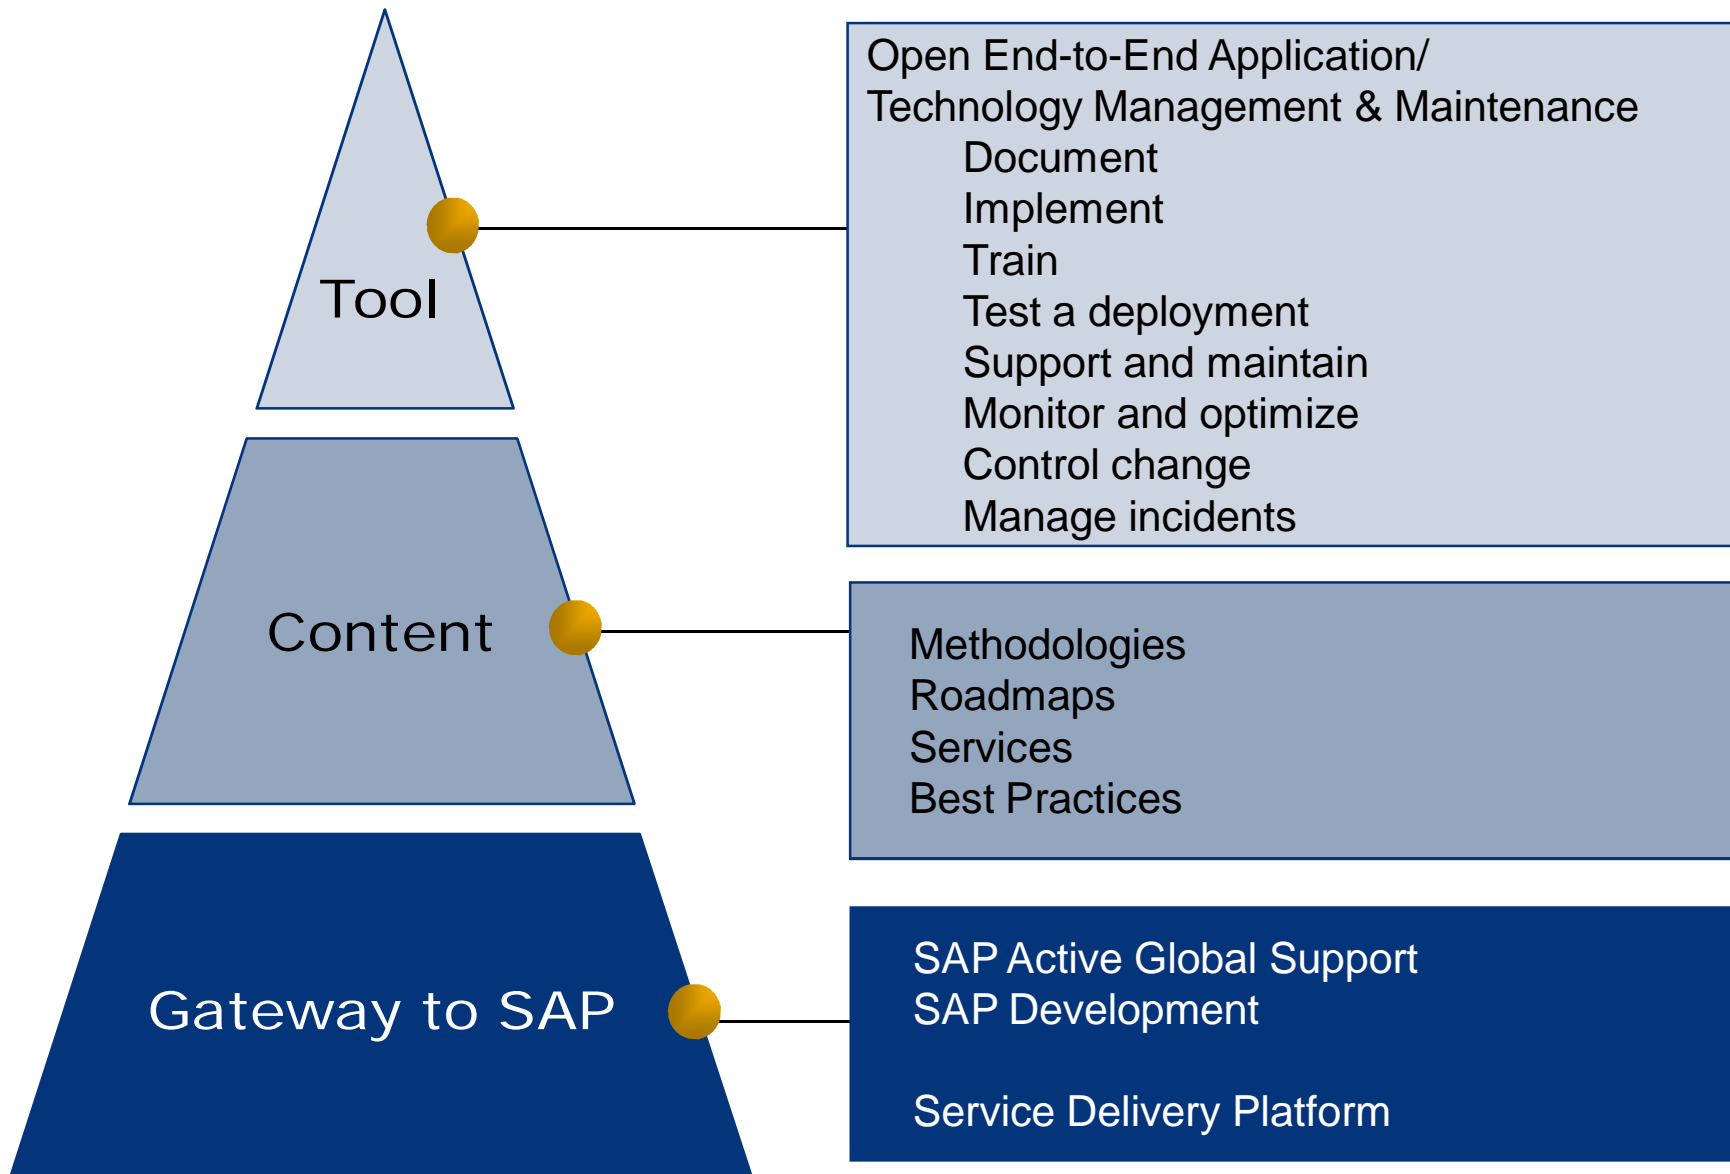 Tool
Open End-to-End Application/
Technology Management & Maintenance
Document
Implement
Train
Test a deployment
Support and maintain
Monitor and optimize
Control change
Manage incidents
Content
Methodologies
Roadmaps
Services
Best Practices
Gateway to SAP
SAP Active Global Support
SAP Development
Service Delivery Platform